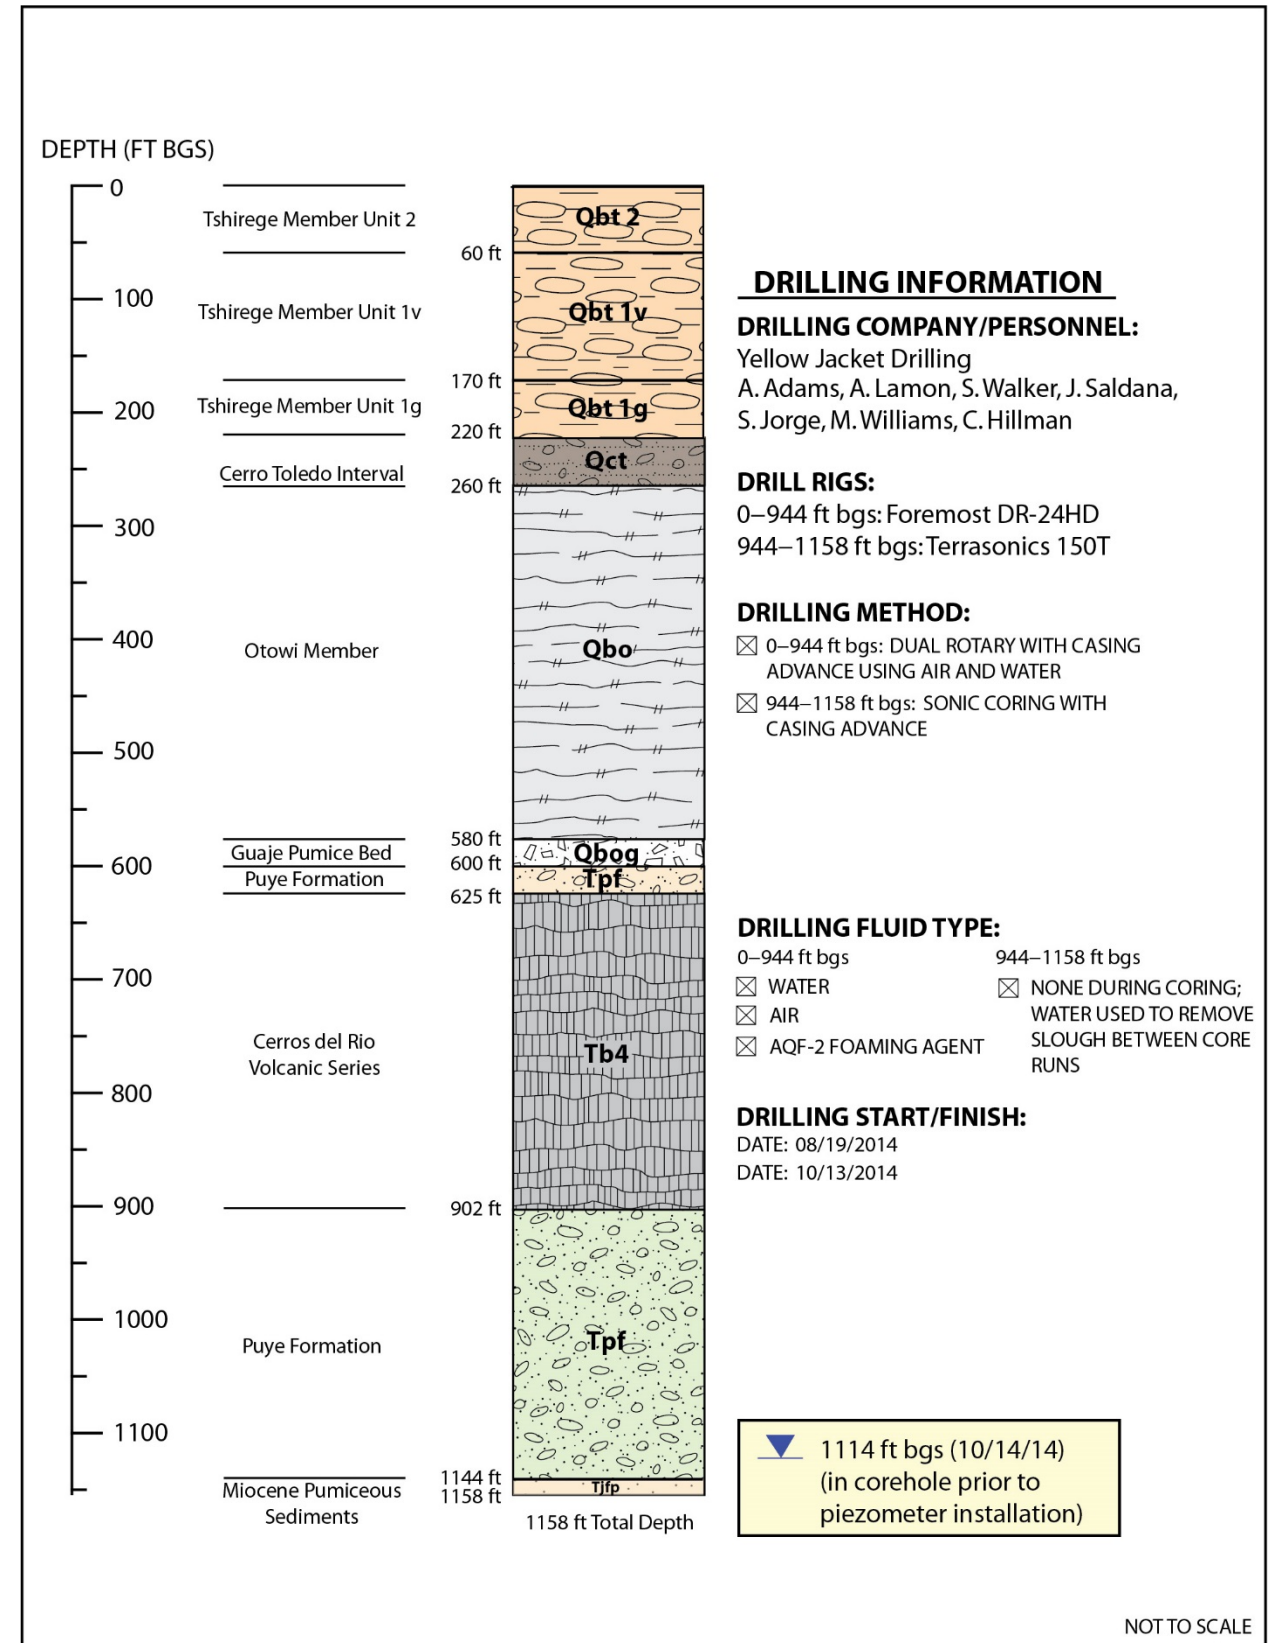 DEPTH (FT BGS)
0
100
200
300
400
500
600
700
800
900
1000
1100
Tshirege Member Unit 2
Tshirege Member Unit 1v
Tshirege Member Unit 1g
Cerro Toledo Interval
Otowi Member
Guaje Pumice Bed
Puye Formation
Cerros del Rio
Volcanic Series
Puye Formation
Miocene Pumiceous
Sediments
60 ft
170 ft
220 ft
260 ft
580 ft
600 ft
625 ft
902 ft
1144 ft
1158 ft
Qbt 2
Qbt 1v
Qbt 1g
Qct
Qbo
Qbog
Tpf
Tb4
Tpf
Tjfp
1158 ft Total Depth
DRILLING INFORMATION
DRILLING COMPANY/PERSONNEL:
Yellow Jacket Drilling
A. Adams, A. Lamon, S. Walker, J. Saldana,
S. Jorge, M. Williams, C. Hillman
DRILL RIGS:
0–944 ft bgs: Foremost DR-24HD
944–1158 ft bgs: Terrasonics 150T
DRILLING METHOD:
☒ 0–944 ft bgs: DUAL ROTARY WITH CASING
ADVANCE USING AIR AND WATER
☒ 944–1158 ft bgs: SONIC CORING WITH
CASING ADVANCE
DRILLING FLUID TYPE:
0–944 ft bgs
☒ WATER
☒ AIR
☒ AQF-2 FOAMING AGENT
944–1158 ft bgs
☒ NONE DURING CORING;
WATER USED TO REMOVE
SLOUGH BETWEEN CORE
RUNS
DRILLING START/FINISH:
DATE: 08/19/2014
DATE: 10/13/2014
1114 ft bgs (10/14/14)
(in corehole prior to
piezometer installation)
NOT TO SCALE